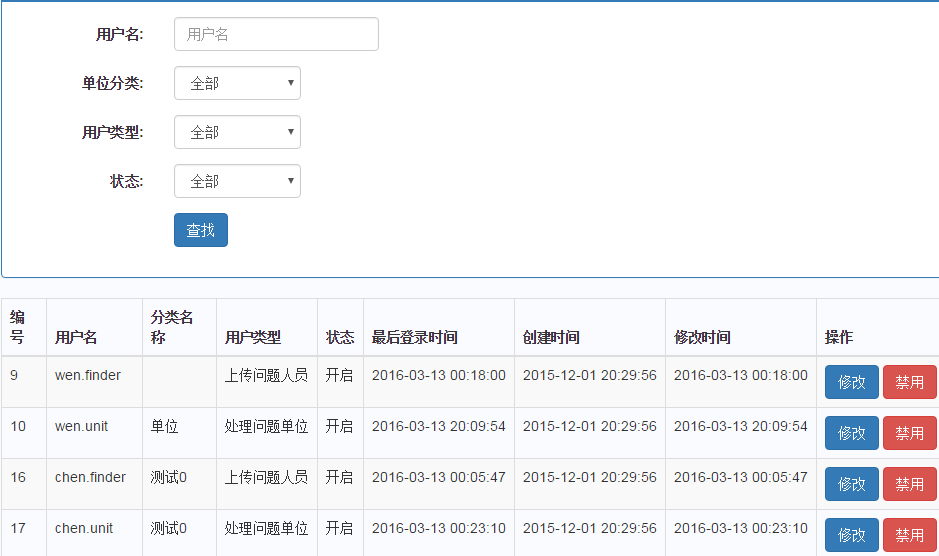 用户名: 用户名
单位分类: 全部
用户类型: 全部
状态: 全部
查找
编号 用户名 分类名称 用户类型 状态 最后登录时间 创建时间 修改时间 操作
9 wen.finder 上传问题人员 开启 2016-03-13 00:18:00 2015-12-01 20:29:56 2016-03-13 00:18:00 修改 禁用
10 wen.unit 单位 处理问题单位 开启 2016-03-13 20:09:54 2015-12-01 20:29:56 2016-03-13 20:09:54 修改 禁用
16 chen.finder 测试0 上传问题人员 开启 2016-03-13 00:05:47 2015-12-01 20:29:56 2016-03-13 00:05:47 修改 禁用
17 chen.unit 测试0 处理问题单位 开启 2016-03-13 00:23:10 2015-12-01 20:29:56 2016-03-13 00:23:10 修改 禁用